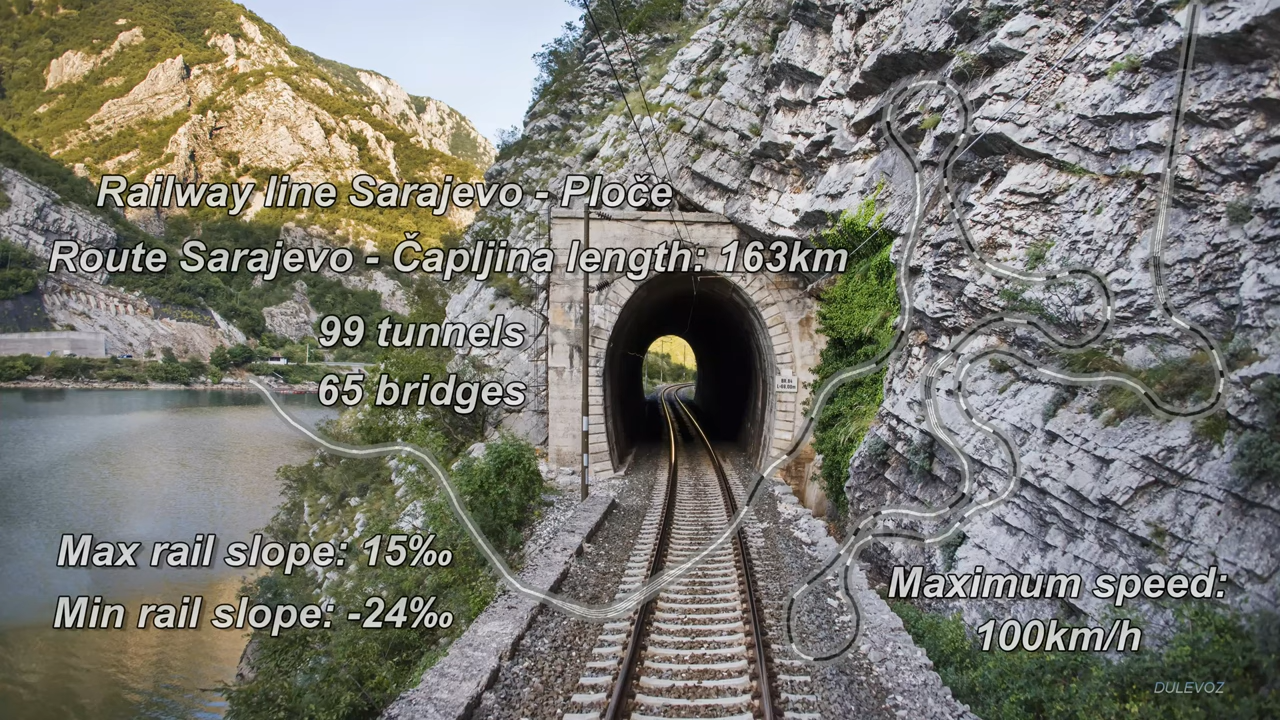 Railway line Sarajevo - Ploče
Route Sarajevo - Čapljina length: 163km
99 tunnels
65 bridges
Max rail slope: 15‰
Min rail slope: -24‰
Maximum speed:
100km/h
DULEVOZ